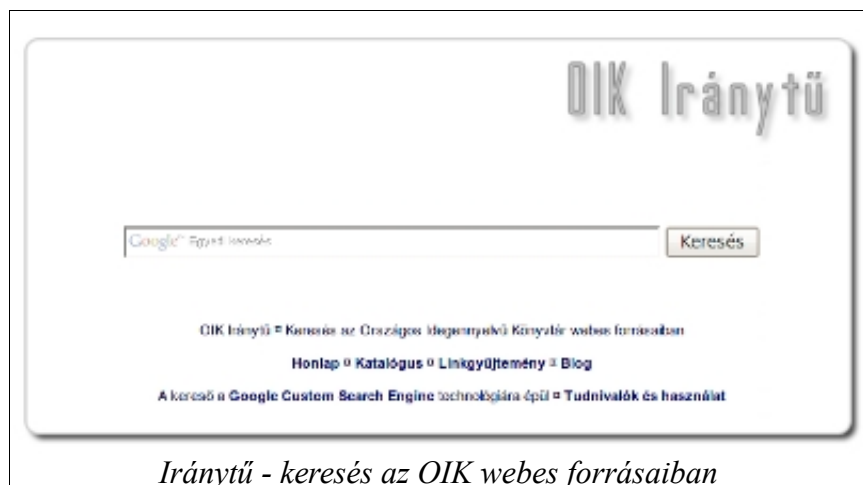 OIK Iránytű
Google™ Egyedi keresés
Keresés
OIK Iránytű ¤ Keresés az Országos Idegennyelvű Könyvtár webes forrásaiban
Honlap ¤ Katalógus ¤ Linkgyűjtemény ¤ Blog
A kereső a Google Custom Search Engine technológiára épül ¤ Tudnivalók és használat
Iránytű - keresés az OIK webes forrásaiban